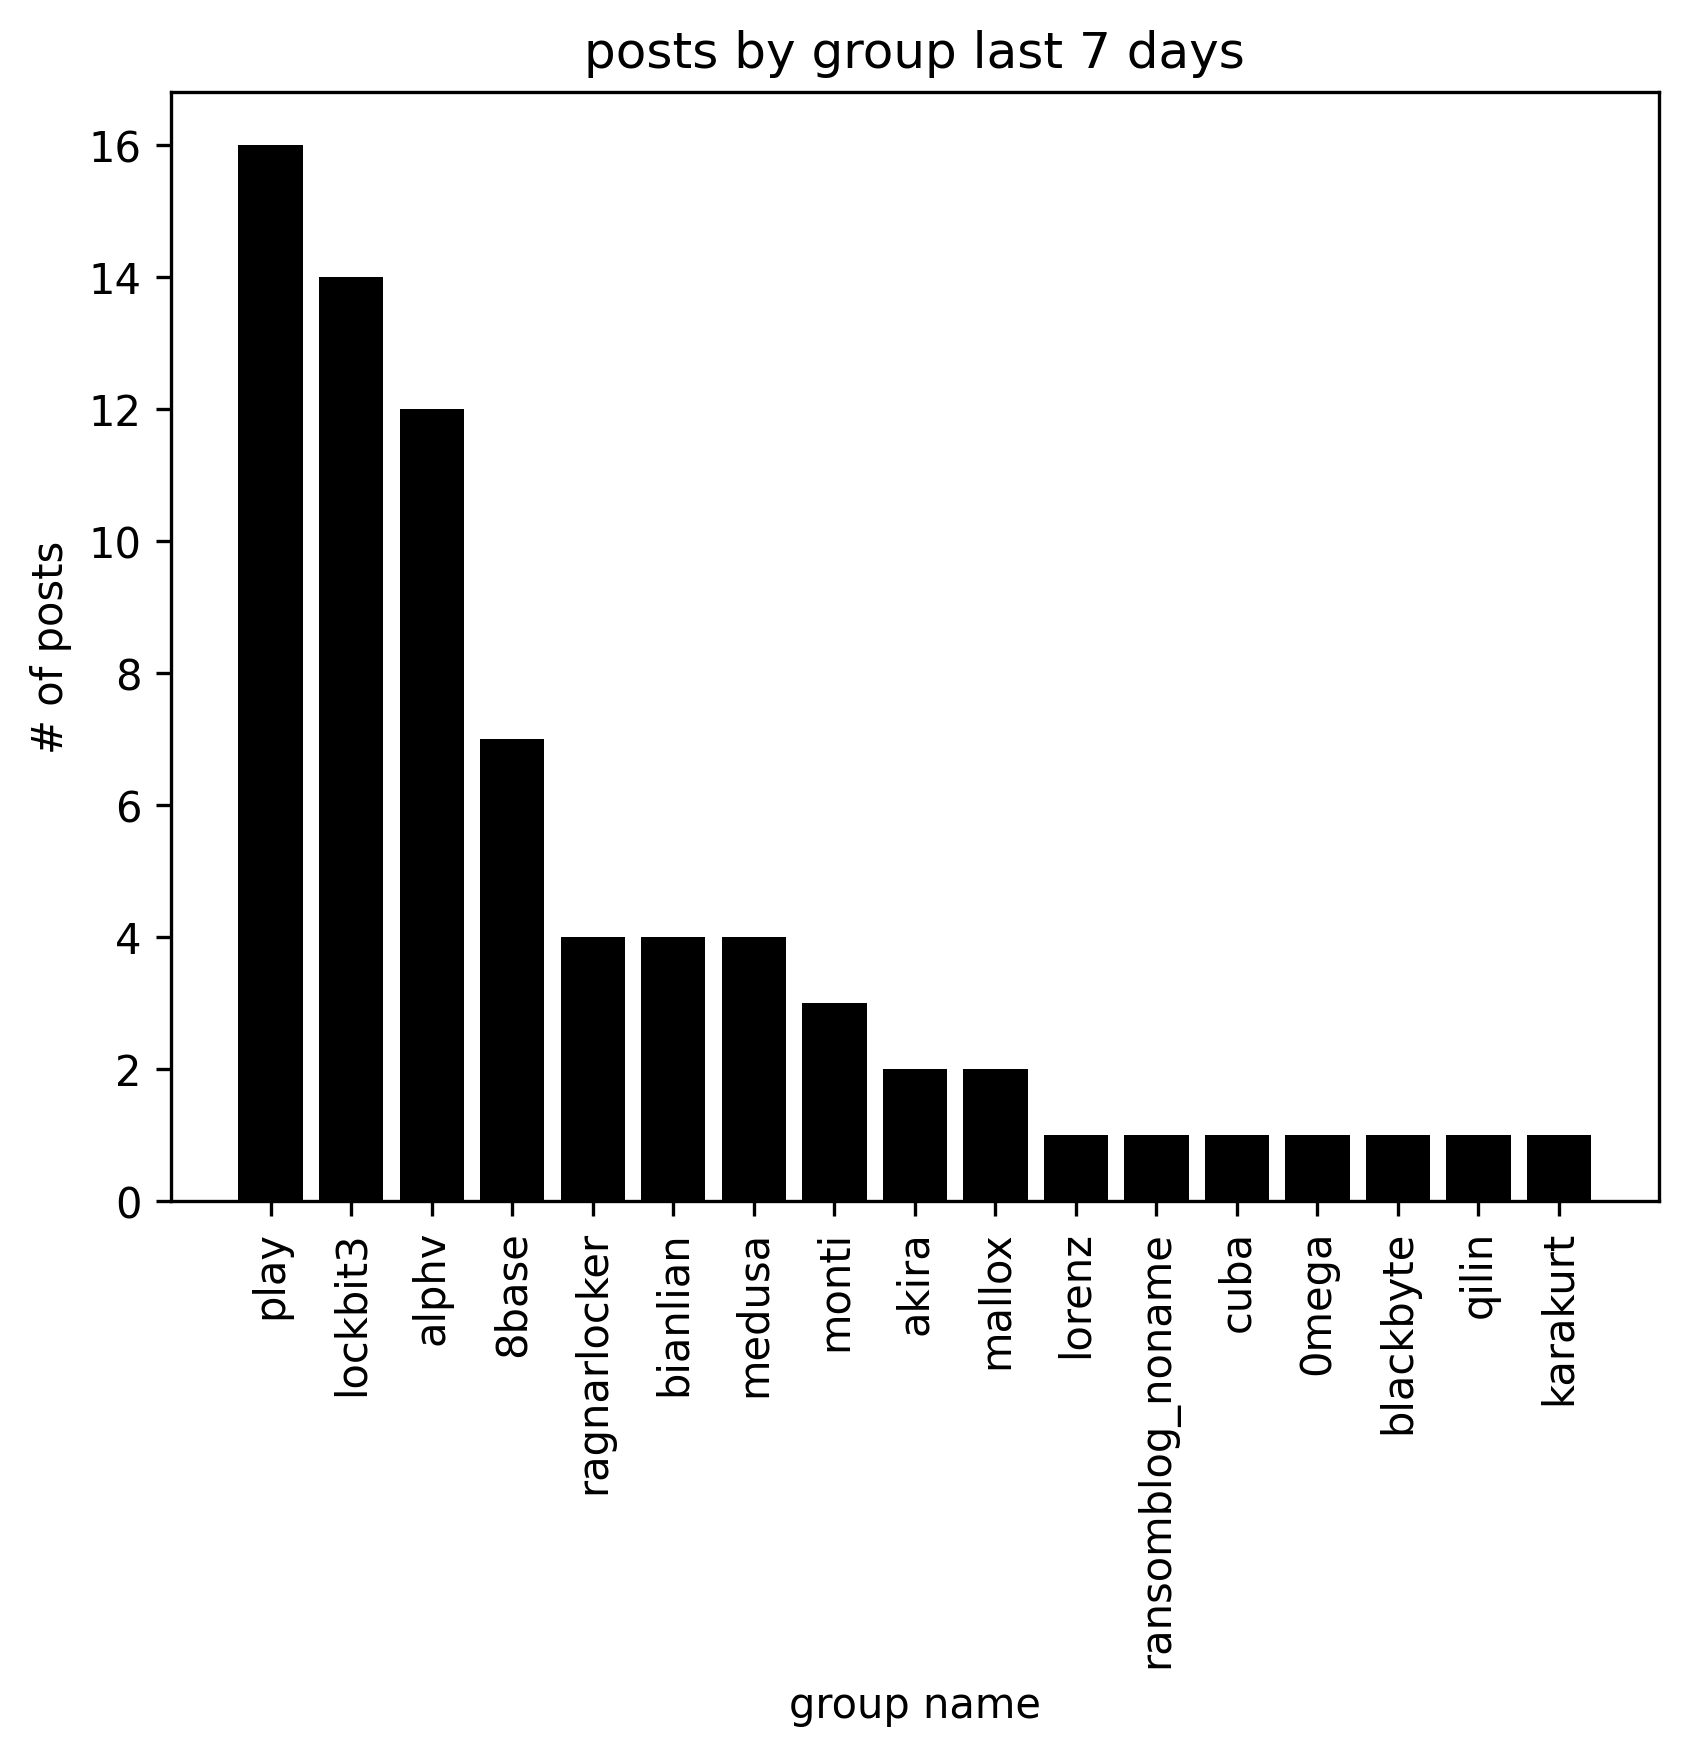 posts by group last 7 days
# of posts
16
14
12
10
8
6
4
2
0
play
lockbit3
alphv
8base
ragnarlocker
bianlian
medusa
monti
akira
mallox
lorenz
ransomblog_noname
cuba
0mega
blackbyte
qilin
karakurt
group name